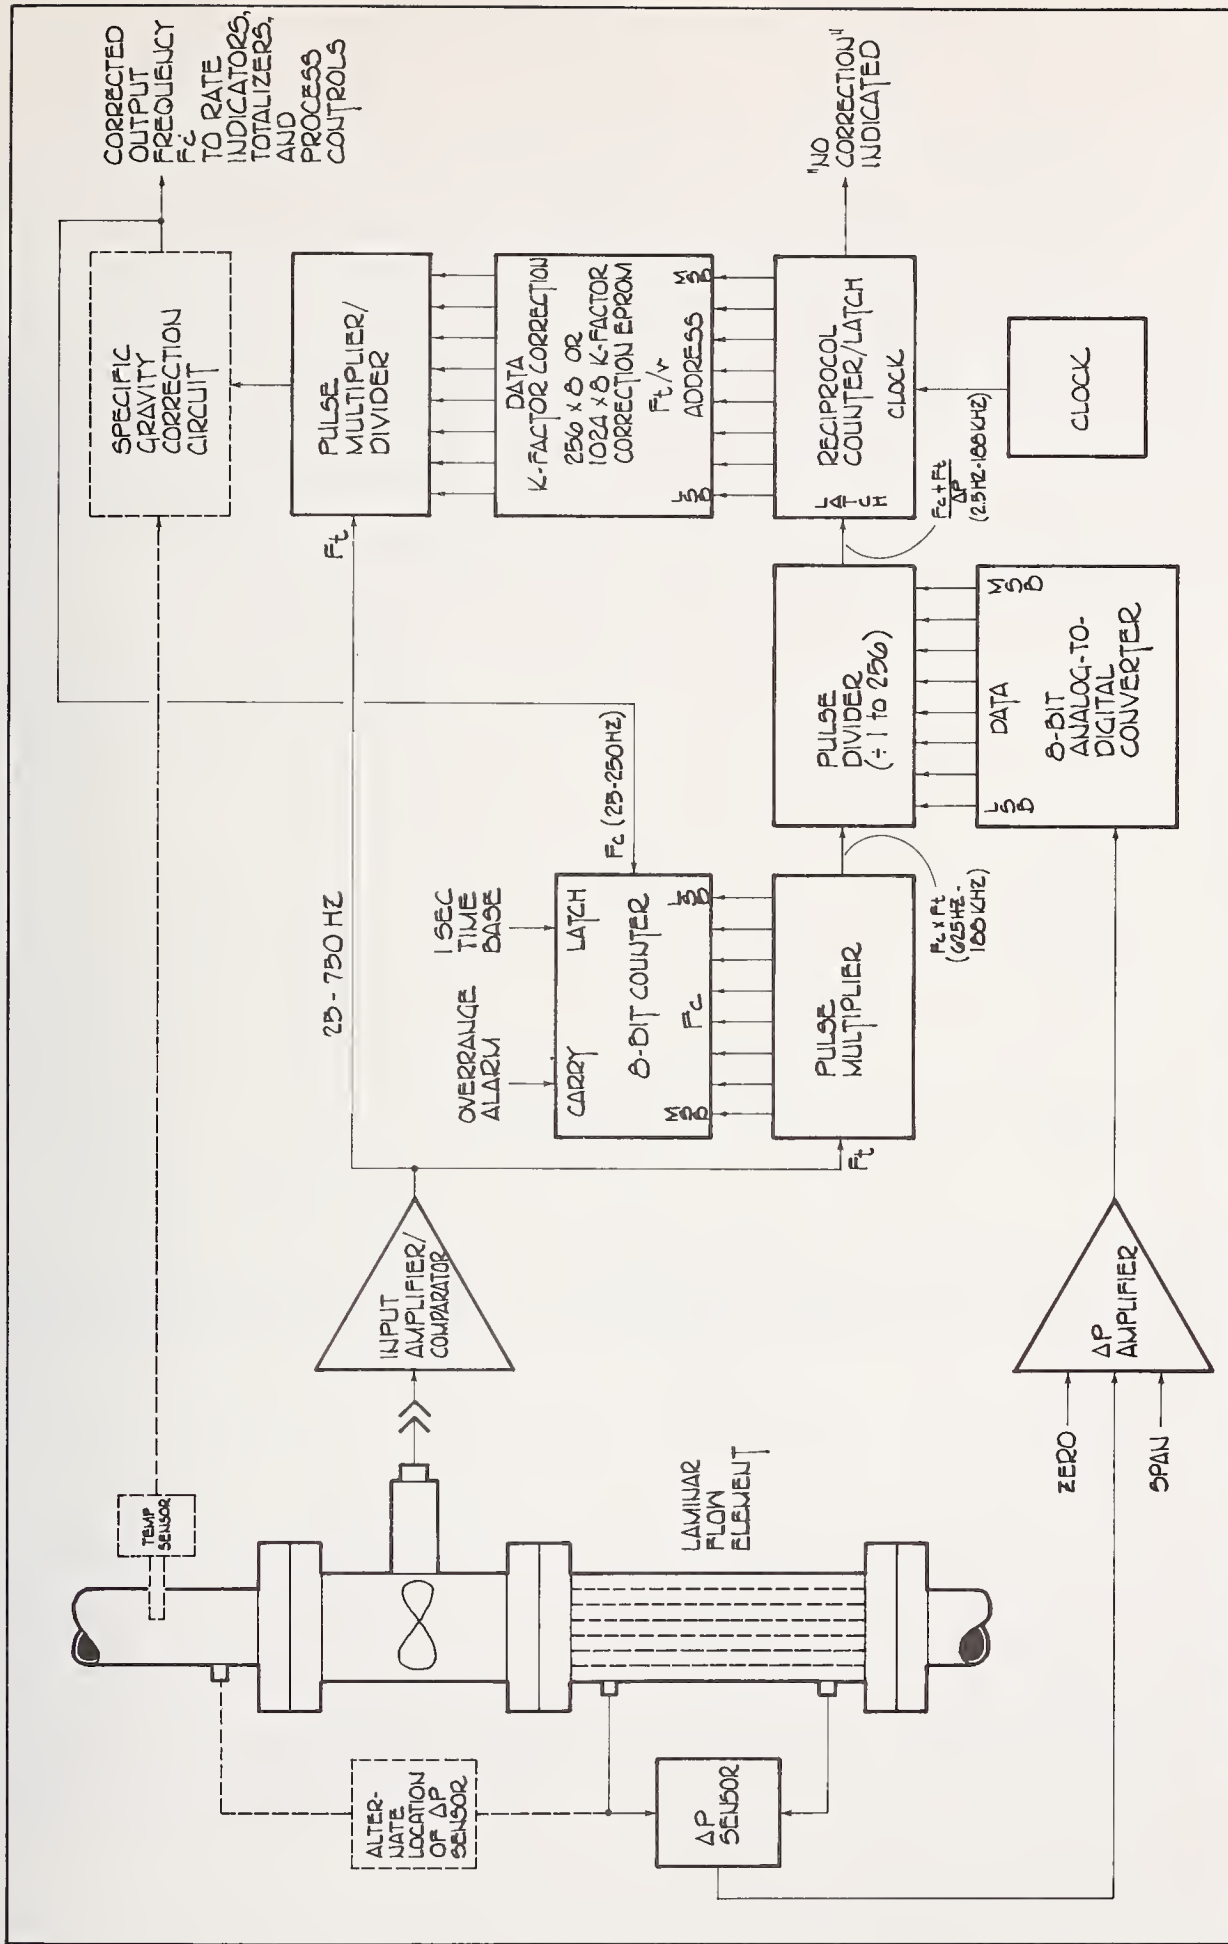 CORRECTED
OUTPUT
FREQUENCY
Fc
TO RATE
INDICATORS,
TOTALIZERS,
AND
PROCESS
CONTROLS
TEMP
SENSOR
SPECIFIC
GRAVITY
CORRECTION
CIRCUIT
ALTER-
NATE
LOCATION
OF ΔP
SENSOR
INPUT
AMPLIFIER/
COMPARATOR
25-750 HZ
Ft
PULSE
MULTIPLIER/
DIVIDER
DATA
K-FACTOR CORRECTION
256 x 8 OR
1024 x 8 K-FACTOR
CORRECTION EPROM
Ft/v
ADDRESS
LSB
MSB
OVERRANGE
ALARM
1 SEC
TIME
BASE
Fc (25-250 HZ)
CARRY
LATCH
8-BIT COUNTER
Fc
MSB
LSB
LAMINAR
FLOW
ELEMENT
ΔP
SENSOR
Ft
PULSE
MULTIPLIER
Fc x Ft
(625 HZ -
188 KHZ)
PULSE
DIVIDER
(÷ 1 to 256)
Fc + Ft
ΔP
(2.5 HZ-188 KHZ)
LATCH
RECIPROCOL
COUNTER/LATCH
CLOCK
"NO
CORRECTION"
INDICATED
LSB
DATA
MSB
8-BIT
ANALOG-TO-
DIGITAL
CONVERTER
CLOCK
ZERO
SPAN
ΔP
AMPLIFIER